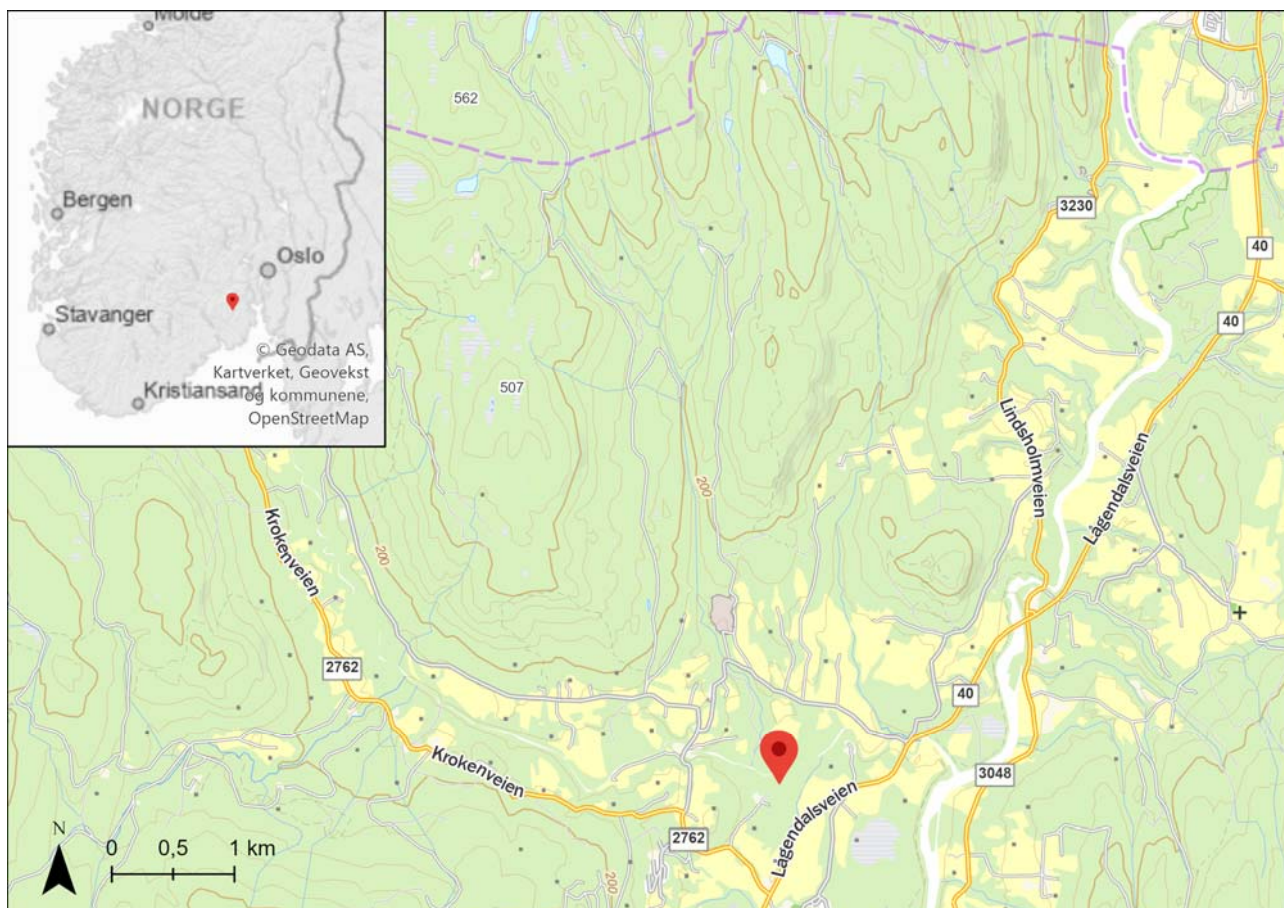 Molde
NORGE
Bergen
Oslo
Stavanger
Kristiansand
© Geodata AS,
Kartverket, Geovekst
og kommunene,
OpenStreetMap
562
3230
40
40
507
Lindsholmveien
200
Lågendalsveien
Krokenveien
200
2762
40
Krokenveien
3048
2762
Lågendalsveien
N
0 0,5 1 km